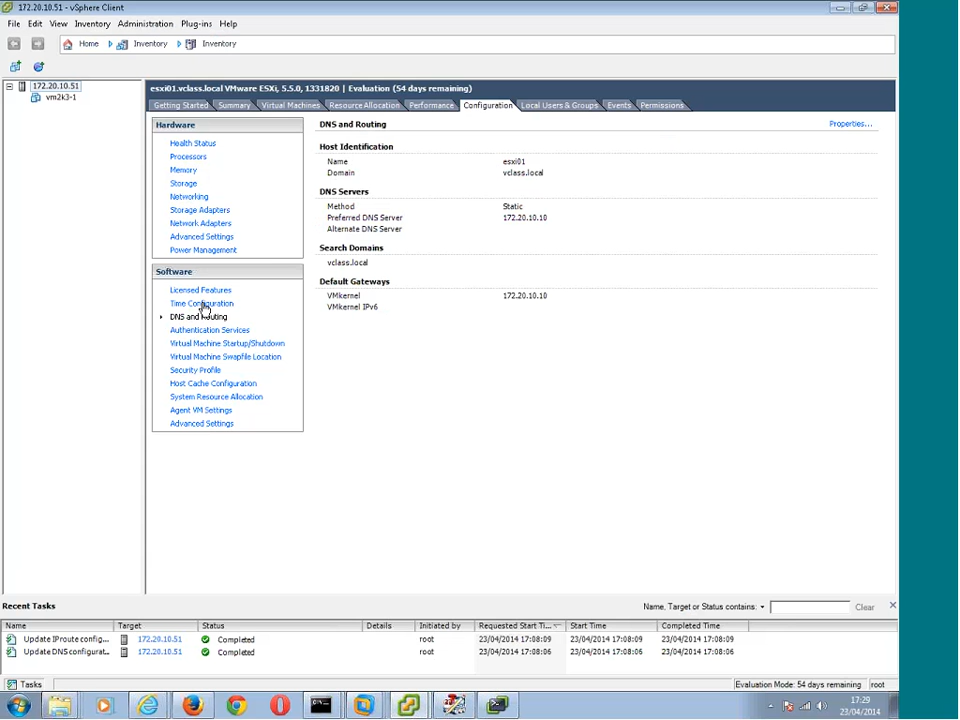 172.20.10.51 - vSphere Client
File Edit View Inventory Administration Plug-ins Help
Home Inventory Inventory
172.20.10.51
vm2k3-1
esxi01.vclass.local VMware ESXi, 5.5.0, 1331820 | Evaluation (54 days remaining)
Getting Started Summary Virtual Machines Resource Allocation Performance Configuration Local Users & Groups Events Permissions
Hardware
Health Status
Processors
Memory
Storage
Networking
Storage Adapters
Network Adapters
Advanced Settings
Power Management
Software
Licensed Features
Time Configuration
DNS and Routing
Authentication Services
Virtual Machine Startup/Shutdown
Virtual Machine Swapfile Location
Security Profile
Host Cache Configuration
System Resource Allocation
Agent VM Settings
Advanced Settings
DNS and Routing Properties...
Host Identification
Name esxi01
Domain vclass.local
DNS Servers
Method Static
Preferred DNS Server 172.20.10.10
Alternate DNS Server
Search Domains
vclass.local
Default Gateways
VMkernel 172.20.10.10
VMkernel IPv6
Recent Tasks Name, Target or Status contains: Clear
Name Target Status Details Initiated by Requested Start Ti... Start Time Completed Time
Update IProute config... 172.20.10.51 Completed root 23/04/2014 17:08:09 23/04/2014 17:08:09 23/04/2014 17:08:09
Update DNS configurat... 172.20.10.51 Completed root 23/04/2014 17:08:06 23/04/2014 17:08:06 23/04/2014 17:08:06
Tasks Evaluation Mode: 54 days remaining root
17:29
23/04/2014